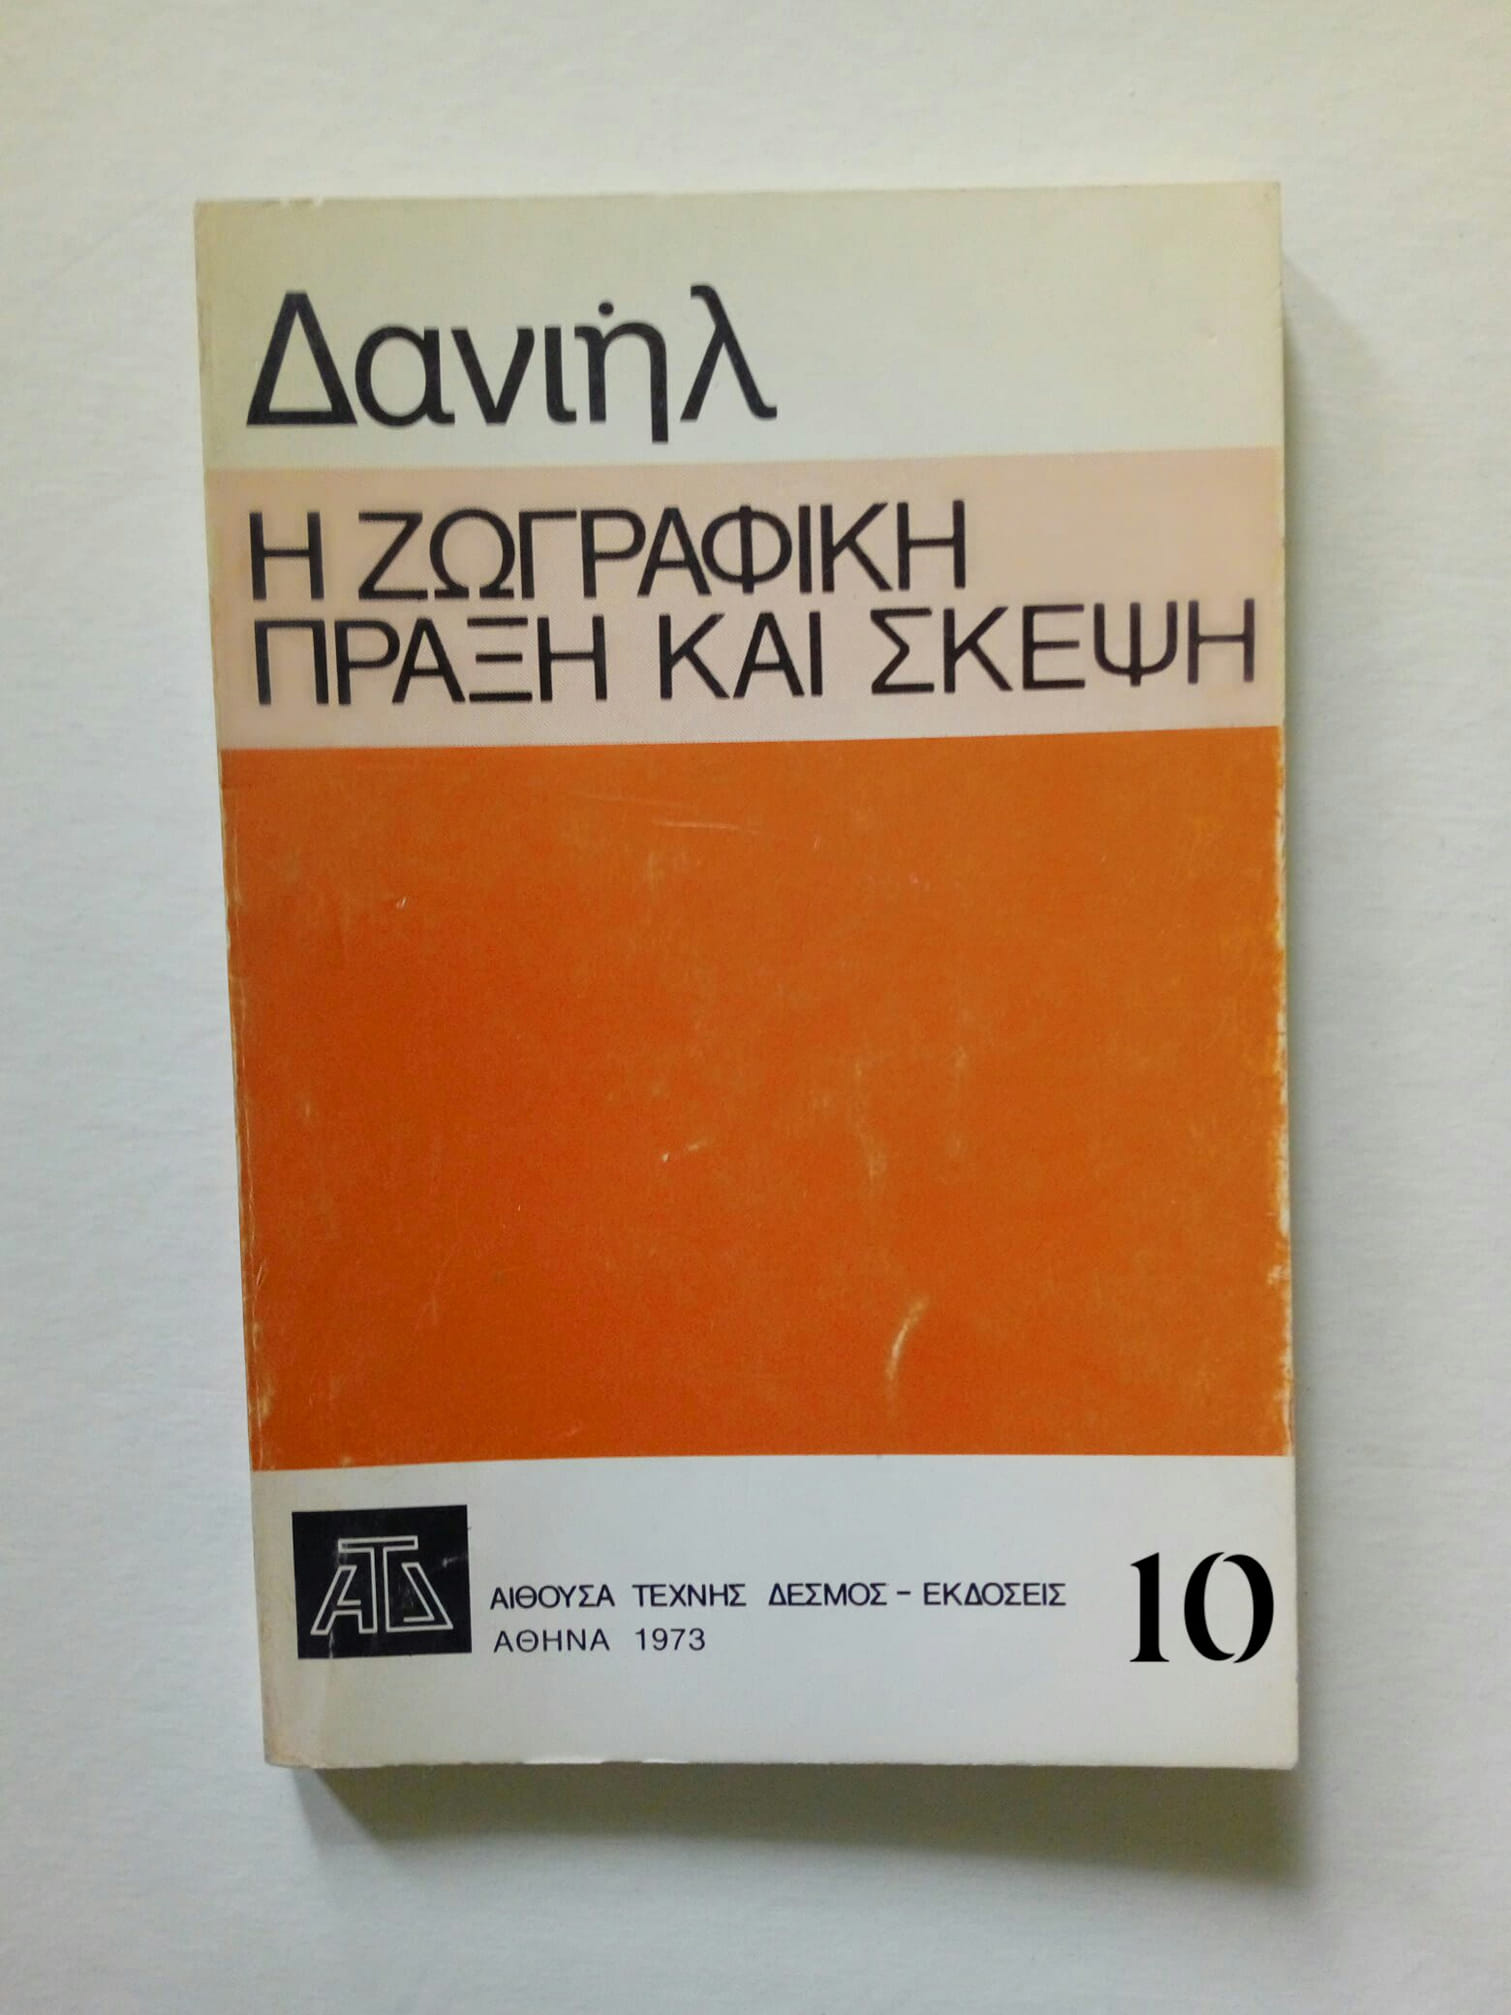 Δανιήλ
Η ΖΩΓΡΑΦΙΚΗ
ΠΡΑΞΗ ΚΑΙ ΣΚΕΨΗ
ΑΤΔ
ΑΙΘΟΥΣΑ ΤΕΧΝΗΣ ΔΕΣΜΟΣ - ΕΚΔΟΣΕΙΣ
ΑΘΗΝΑ 1973
10